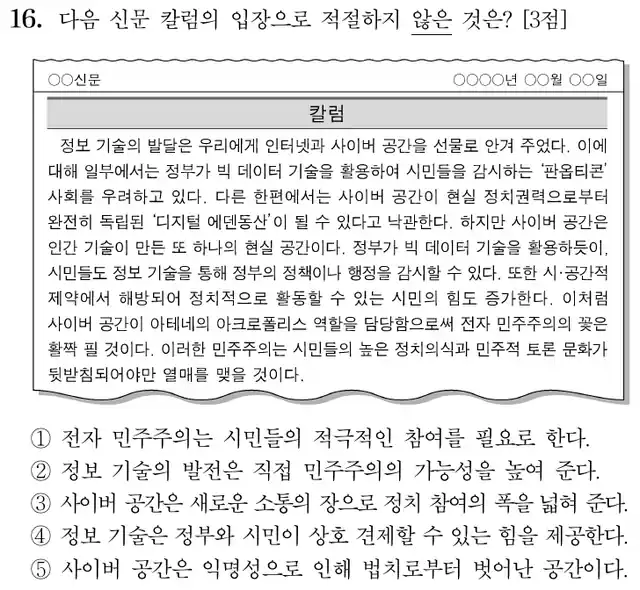 16. 다음 신문 칼럼의 입장으로 적절하지 않은 것은? [3점]
○○신문 ○○○○년 ○○월 ○○일
칼럼
정보 기술의 발달은 우리에게 인터넷과 사이버 공간을 선물로 안겨 주었다. 이에
대해 일부에서는 정부가 빅 데이터 기술을 활용하여 시민들을 감시하는 ‘판옵티콘’
사회를 우려하고 있다. 다른 한편에서는 사이버 공간이 현실 정치권력으로부터
완전히 독립된 ‘디지털 에덴동산’이 될 수 있다고 낙관한다. 하지만 사이버 공간은
인간 기술이 만든 또 하나의 현실 공간이다. 정부가 빅 데이터 기술을 활용하듯이,
시민들도 정보 기술을 통해 정부의 정책이나 행정을 감시할 수 있다. 또한 시·공간적
제약에서 해방되어 정치적으로 활동할 수 있는 시민의 힘도 증가한다. 이처럼
사이버 공간이 아테네의 아크로폴리스 역할을 담당함으로써 전자 민주주의의 꽃은
활짝 필 것이다. 이러한 민주주의는 시민들의 높은 정치의식과 민주적 토론 문화가
뒷받침되어야만 열매를 맺을 것이다.
① 전자 민주주의는 시민들의 적극적인 참여를 필요로 한다.
② 정보 기술의 발전은 직접 민주주의의 가능성을 높여 준다.
③ 사이버 공간은 새로운 소통의 장으로 정치 참여의 폭을 넓혀 준다.
④ 정보 기술은 정부와 시민이 상호 견제할 수 있는 힘을 제공한다.
⑤ 사이버 공간은 익명성으로 인해 법치로부터 벗어난 공간이다.